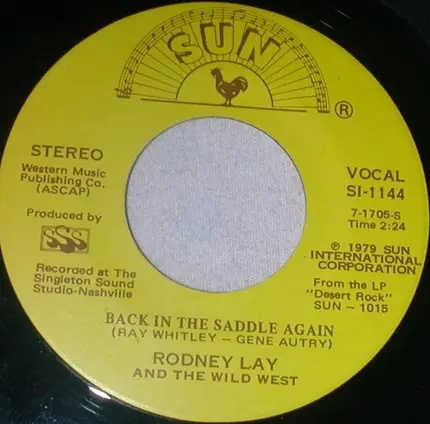 SUN
®
STEREO
Western Music
Publishing Co.
(ASCAP)
Produced by
SSS
Recorded at The
Singleton Sound
Studio-Nashville
VOCAL
SI-1144
7-1705-S
Time 2:24
℗ 1979 SUN
INTERNATIONAL
CORPORATION
From the LP
"Desert Rock"
SUN – 1015
BACK IN THE SADDLE AGAIN
(RAY WHITLEY – GENE AUTRY)
RODNEY LAY
AND THE WILD WEST